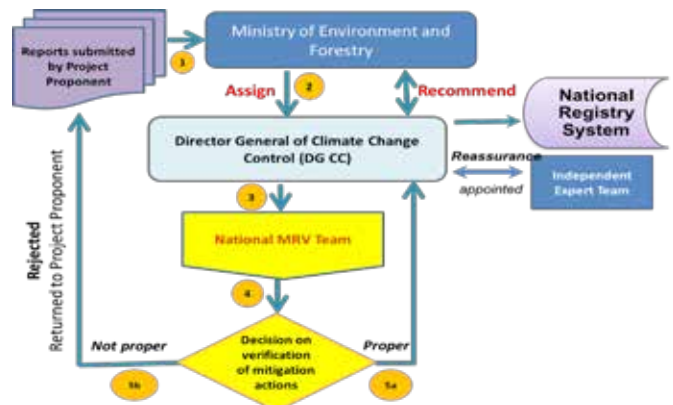 Reports submitted
by Project
Proponent
1
Ministry of Environment and
Forestry
Assign
2
Recommend
National
Registry
System
Director General of Climate Change
Control (DG CC)
Reassurance
appointed
Independent
Expert Team
3
National MRV Team
4
Rejected
Returned to Project Proponent
Not proper
Decision on
verification
of mitigation
actions
Proper
5b
5a